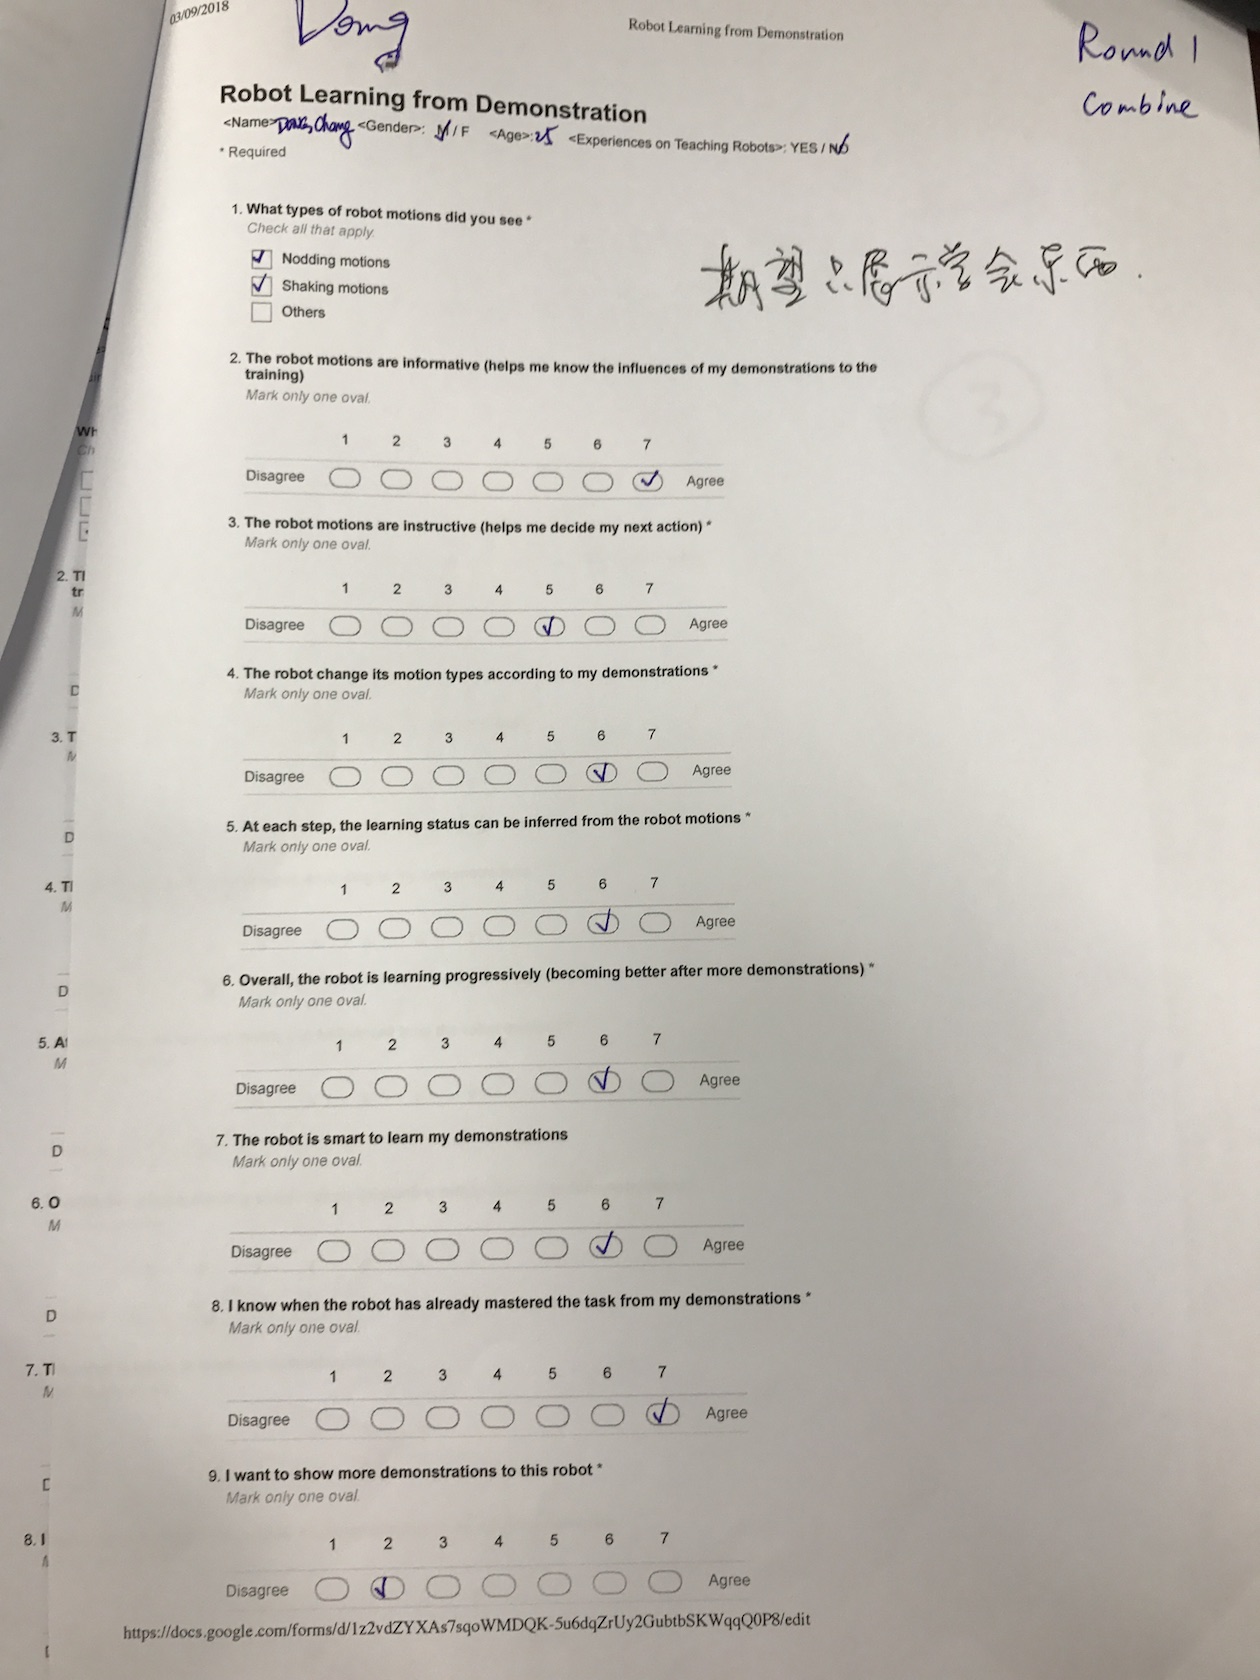 03/09/2018
Robot Learning from Demonstration
Dong
Round 1
Combine
Robot Learning from Demonstration
<Name> Dong Chang <Gender>: M / F <Age>: 25 <Experiences on Teaching Robots>: YES / NO
* Required
1. What types of robot motions did you see *
Check all that apply.
Nodding motions
Shaking motions
Others
期望只展示学会东西.
2. The robot motions are informative (helps me know the influences of my demonstrations to the
training)
Mark only one oval.
1 2 3 4 5 6 7
Disagree Agree
3. The robot motions are instructive (helps me decide my next action) *
Mark only one oval.
1 2 3 4 5 6 7
Disagree Agree
4. The robot change its motion types according to my demonstrations *
Mark only one oval.
1 2 3 4 5 6 7
Disagree Agree
5. At each step, the learning status can be inferred from the robot motions *
Mark only one oval.
1 2 3 4 5 6 7
Disagree Agree
6. Overall, the robot is learning progressively (becoming better after more demonstrations) *
Mark only one oval.
1 2 3 4 5 6 7
Disagree Agree
7. The robot is smart to learn my demonstrations
Mark only one oval.
1 2 3 4 5 6 7
Disagree Agree
8. I know when the robot has already mastered the task from my demonstrations *
Mark only one oval.
1 2 3 4 5 6 7
Disagree Agree
9. I want to show more demonstrations to this robot *
Mark only one oval.
1 2 3 4 5 6 7
Disagree Agree
https://docs.google.com/forms/d/1z2vdZYXAs7sqoWMDQK-5u6dqZrUy2GubtbSKWqqQ0P8/edit